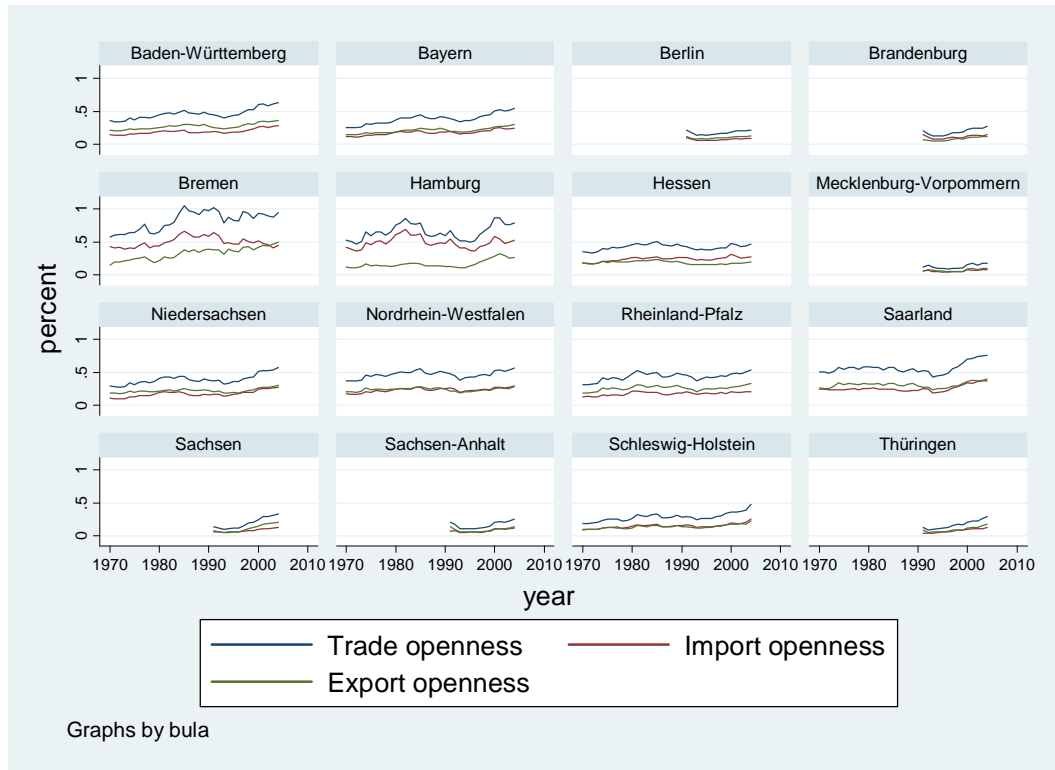 Baden-Württemberg Bayern Berlin Brandenburg
0 .5 1
Bremen Hamburg Hessen Mecklenburg-Vorpommern
0 .5 1
Niedersachsen Nordrhein-Westfalen Rheinland-Pfalz Saarland
0 .5 1
Sachsen Sachsen-Anhalt Schleswig-Holstein Thüringen
0 .5 1
percent
1970 1980 1990 2000 2010 1970 1980 1990 2000 2010 1970 1980 1990 2000 2010 1970 1980 1990 2000 2010
year
Trade openness Import openness
Export openness
Graphs by bula